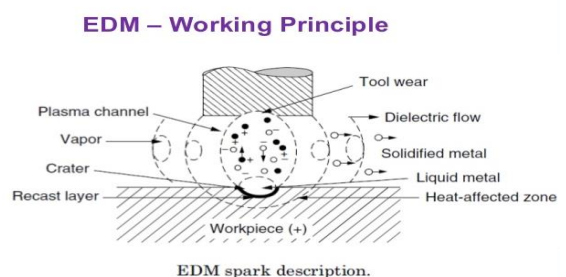 EDM – Working Principle
Tool wear
Plasma channel
Dielectric flow
Vapor
Solidified metal
Crater
Liquid metal
Recast layer
Heat-affected zone
Workpiece (+)
EDM spark description.